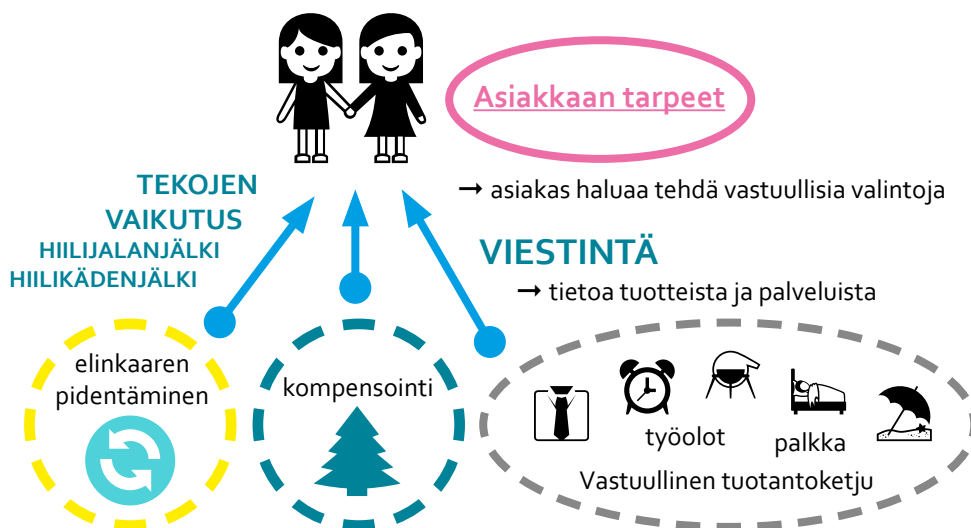 Asiakkaan tarpeet
→ asiakas haluaa tehdä vastuullisia valintoja
TEKOJEN
VAIKUTUS
HIILIJALANJÄLKI
HIILIKÄDENJÄLKI
VIESTINTÄ
→ tietoa tuotteista ja palveluista
elinkaaren
pidentäminen
kompensointi
työolot
palkka
Vastuullinen tuotantoketju